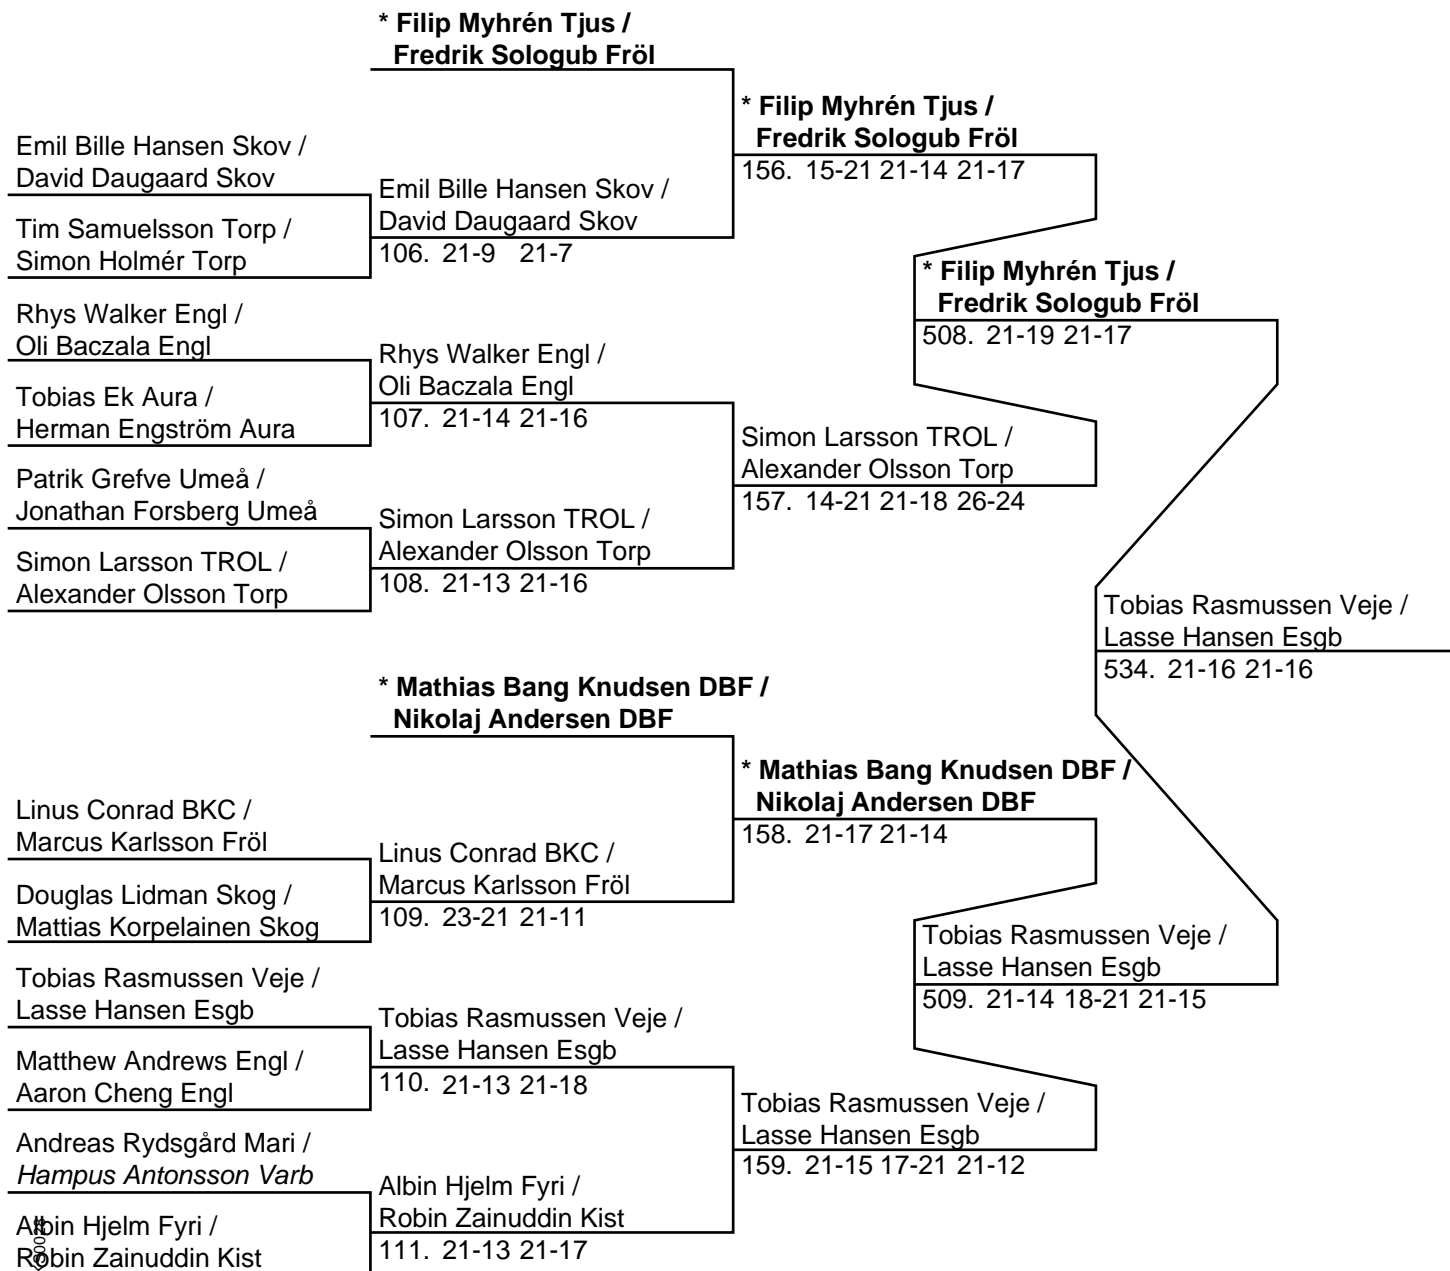 * Filip Myhrén Tjus /
Fredrik Sologub Fröl
Emil Bille Hansen Skov /
David Daugaard Skov
Tim Samuelsson Torp /
Simon Holmér Torp
Rhys Walker Engl /
Oli Baczala Engl
Tobias Ek Aura /
Herman Engström Aura
Patrik Grefve Umeå /
Jonathan Forsberg Umeå
Simon Larsson TROL /
Alexander Olsson Torp
Emil Bille Hansen Skov /
David Daugaard Skov
106. 21-9 21-7
Rhys Walker Engl /
Oli Baczala Engl
107. 21-14 21-16
Simon Larsson TROL /
Alexander Olsson Torp
108. 21-13 21-16
* Filip Myhrén Tjus /
Fredrik Sologub Fröl
156. 15-21 21-14 21-17
Simon Larsson TROL /
Alexander Olsson Torp
157. 14-21 21-18 26-24
* Filip Myhrén Tjus /
Fredrik Sologub Fröl
508. 21-19 21-17
Tobias Rasmussen Veje /
Lasse Hansen Esgb
534. 21-16 21-16
* Mathias Bang Knudsen DBF /
Nikolaj Andersen DBF
Linus Conrad BKC /
Marcus Karlsson Fröl
Douglas Lidman Skog /
Mattias Korpelainen Skog
Tobias Rasmussen Veje /
Lasse Hansen Esgb
Matthew Andrews Engl /
Aaron Cheng Engl
Andreas Rydsgård Mari /
Hampus Antonsson Varb
Albin Hjelm Fyri /
Robin Zainuddin Kist
Linus Conrad BKC /
Marcus Karlsson Fröl
109. 23-21 21-11
Tobias Rasmussen Veje /
Lasse Hansen Esgb
110. 21-13 21-18
Albin Hjelm Fyri /
Robin Zainuddin Kist
111. 21-13 21-17
* Mathias Bang Knudsen DBF /
Nikolaj Andersen DBF
158. 21-17 21-14
Tobias Rasmussen Veje /
Lasse Hansen Esgb
159. 21-15 17-21 21-12
Tobias Rasmussen Veje /
Lasse Hansen Esgb
509. 21-14 18-21 21-15